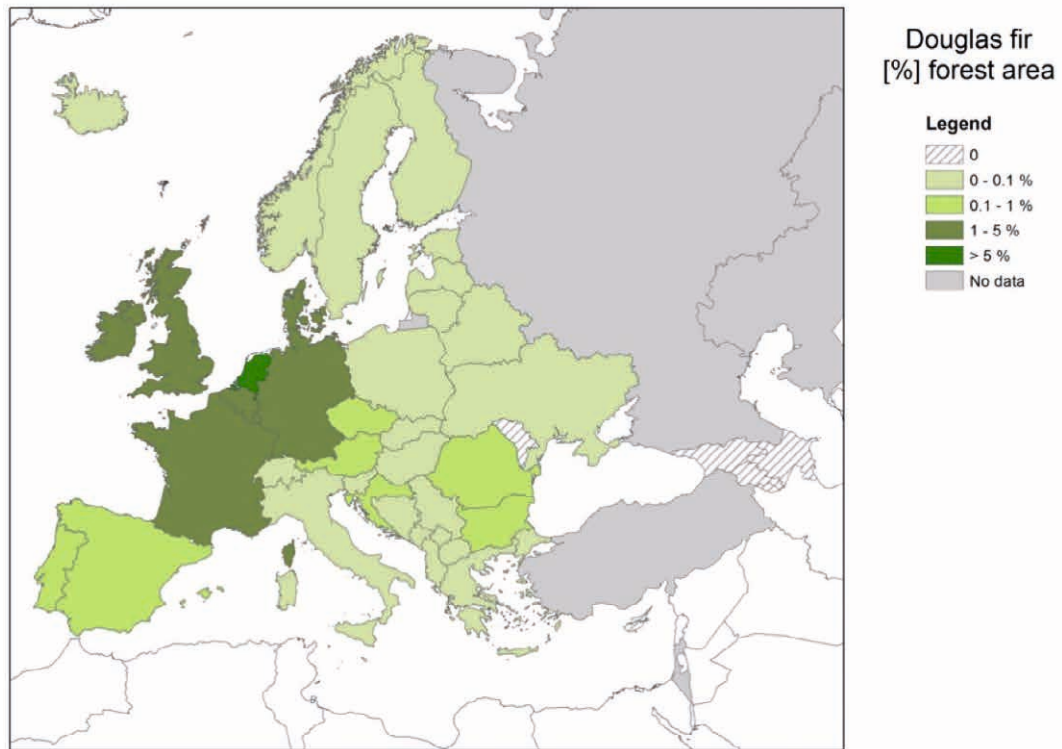 Douglas fir
[%] forest area
Legend
0
0 - 0.1 %
0.1 - 1 %
1 - 5 %
> 5 %
No data